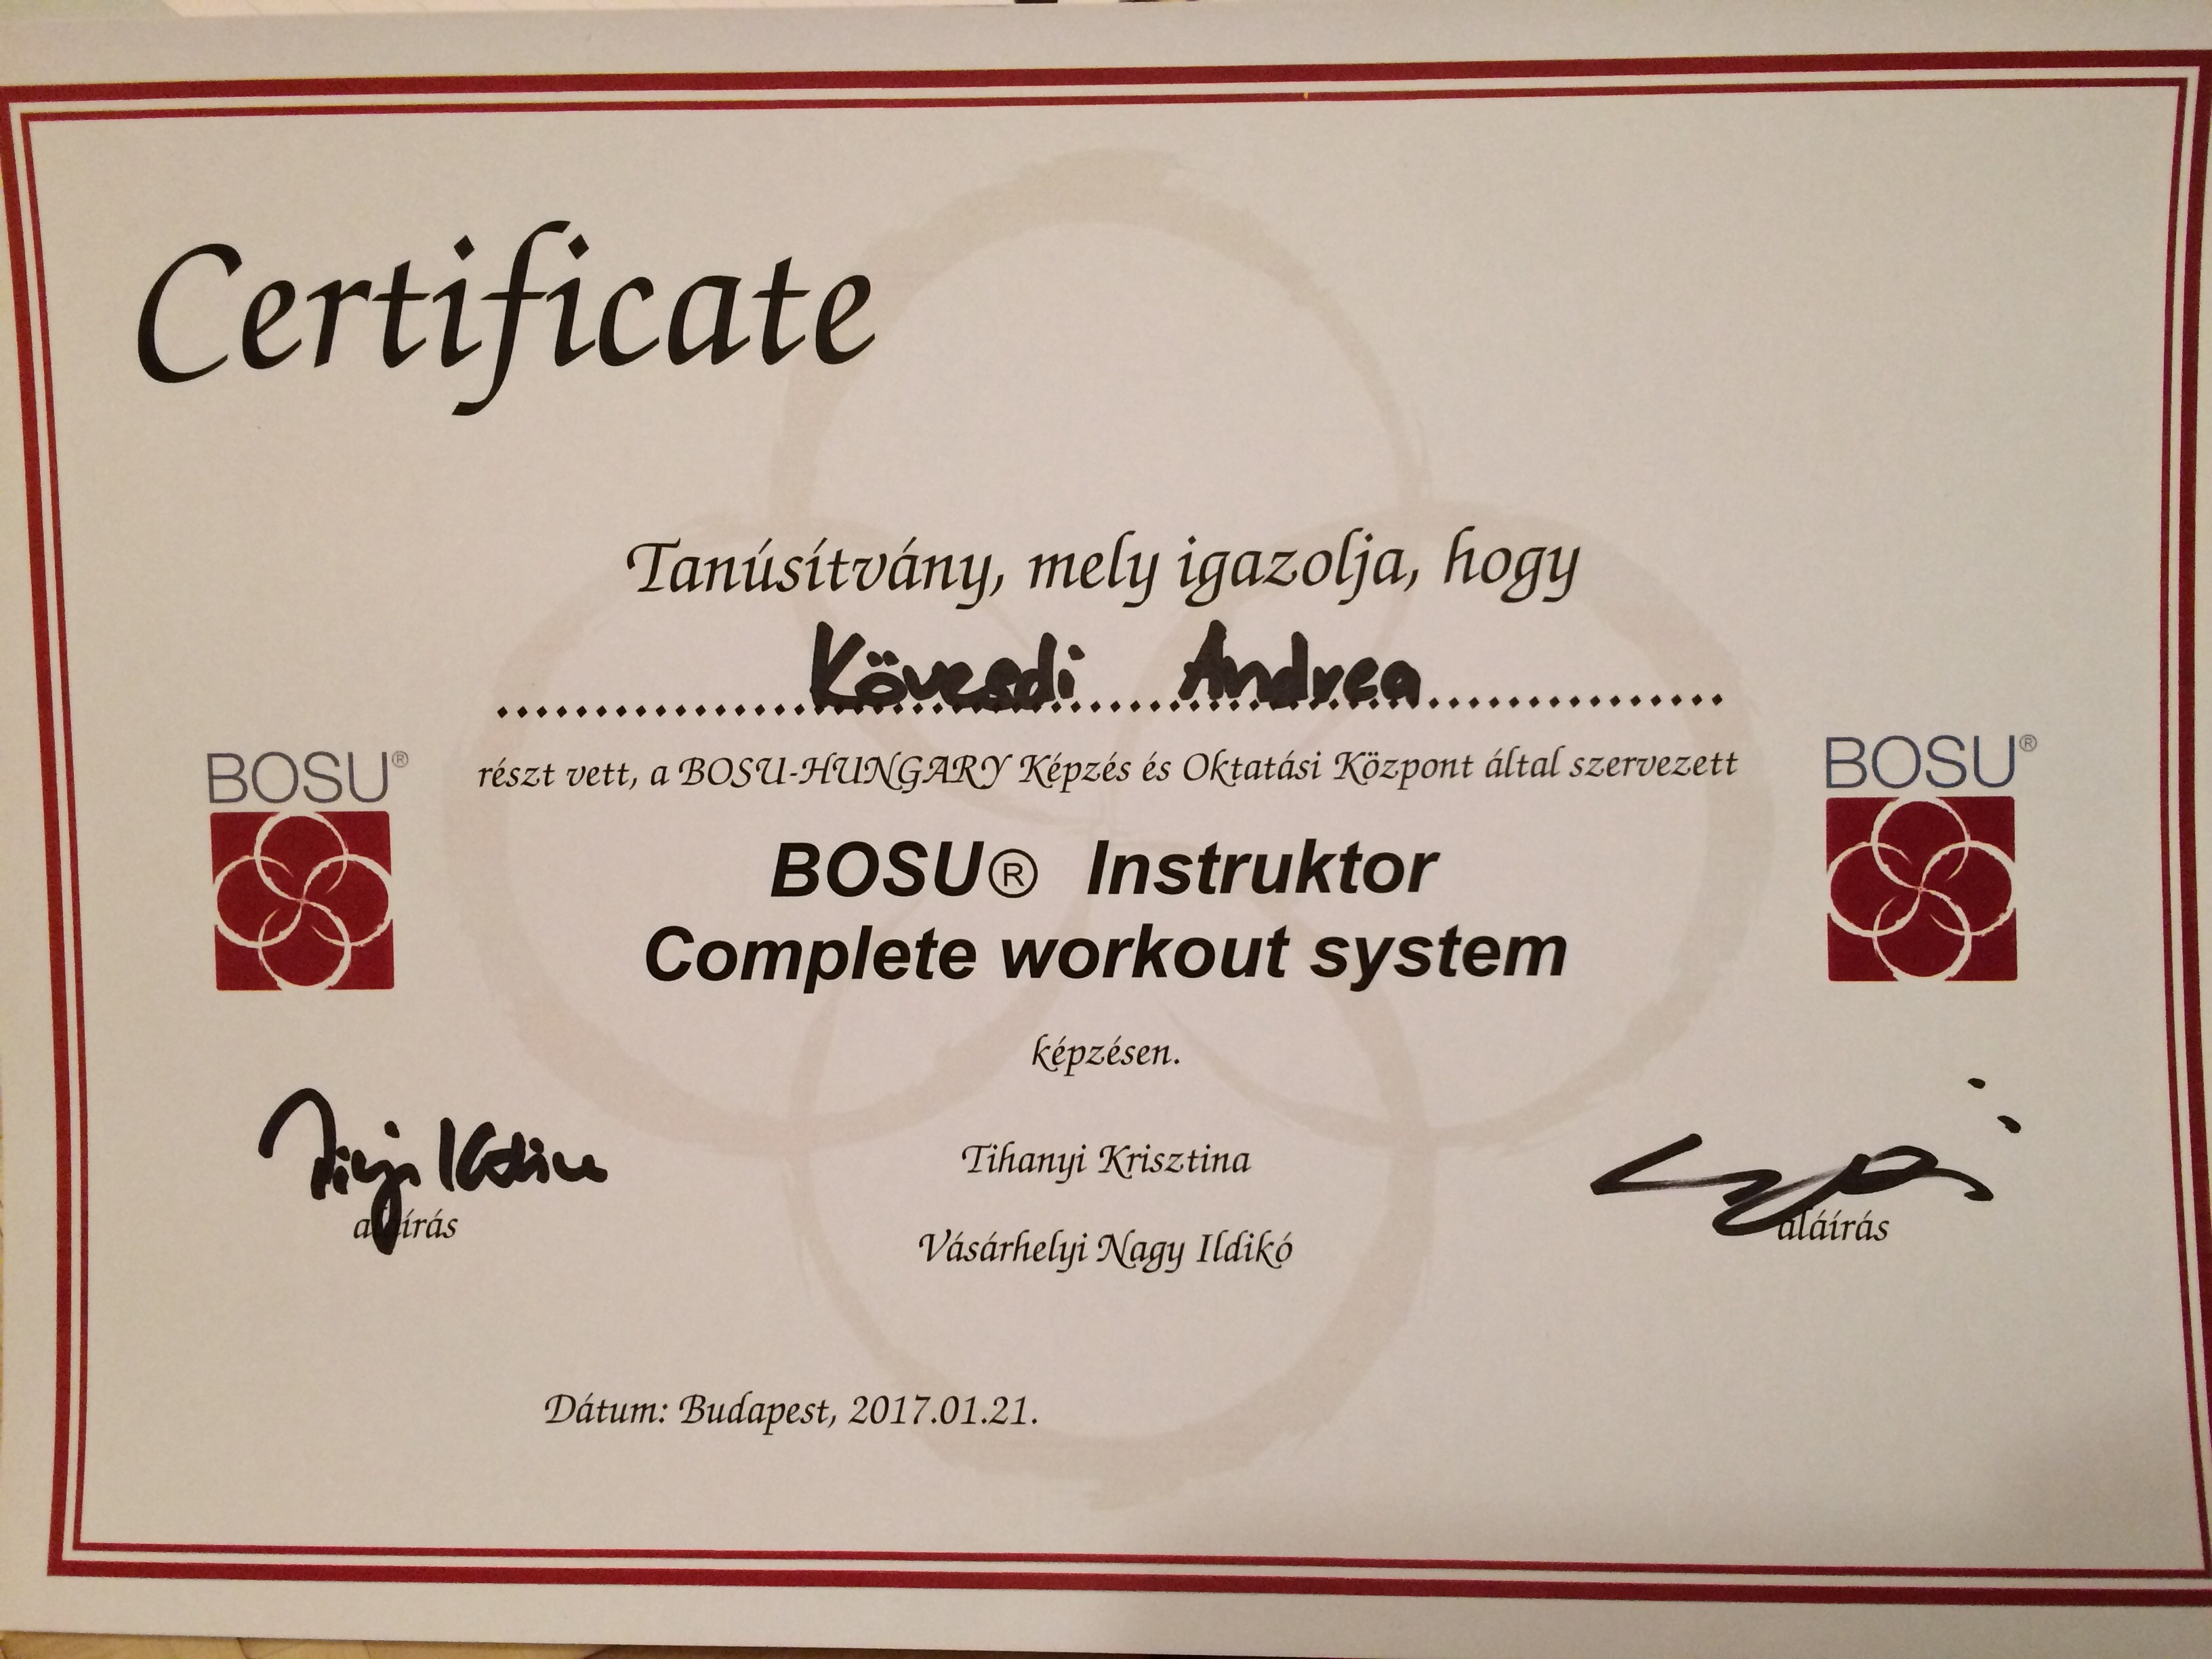 Certificate
Tanúsítvány, mely igazolja, hogy
Kövesdi Andrea
részt vett, a BOSU-HUNGARY Képzés és Oktatási Központ által szervezett
BOSU®
BOSU®
BOSU® Instruktor
Complete workout system
képzésen.
Tihanyi Krisztina
aláírás
aláírás
Vásárhelyi Nagy Ildikó
Dátum: Budapest, 2017.01.21.